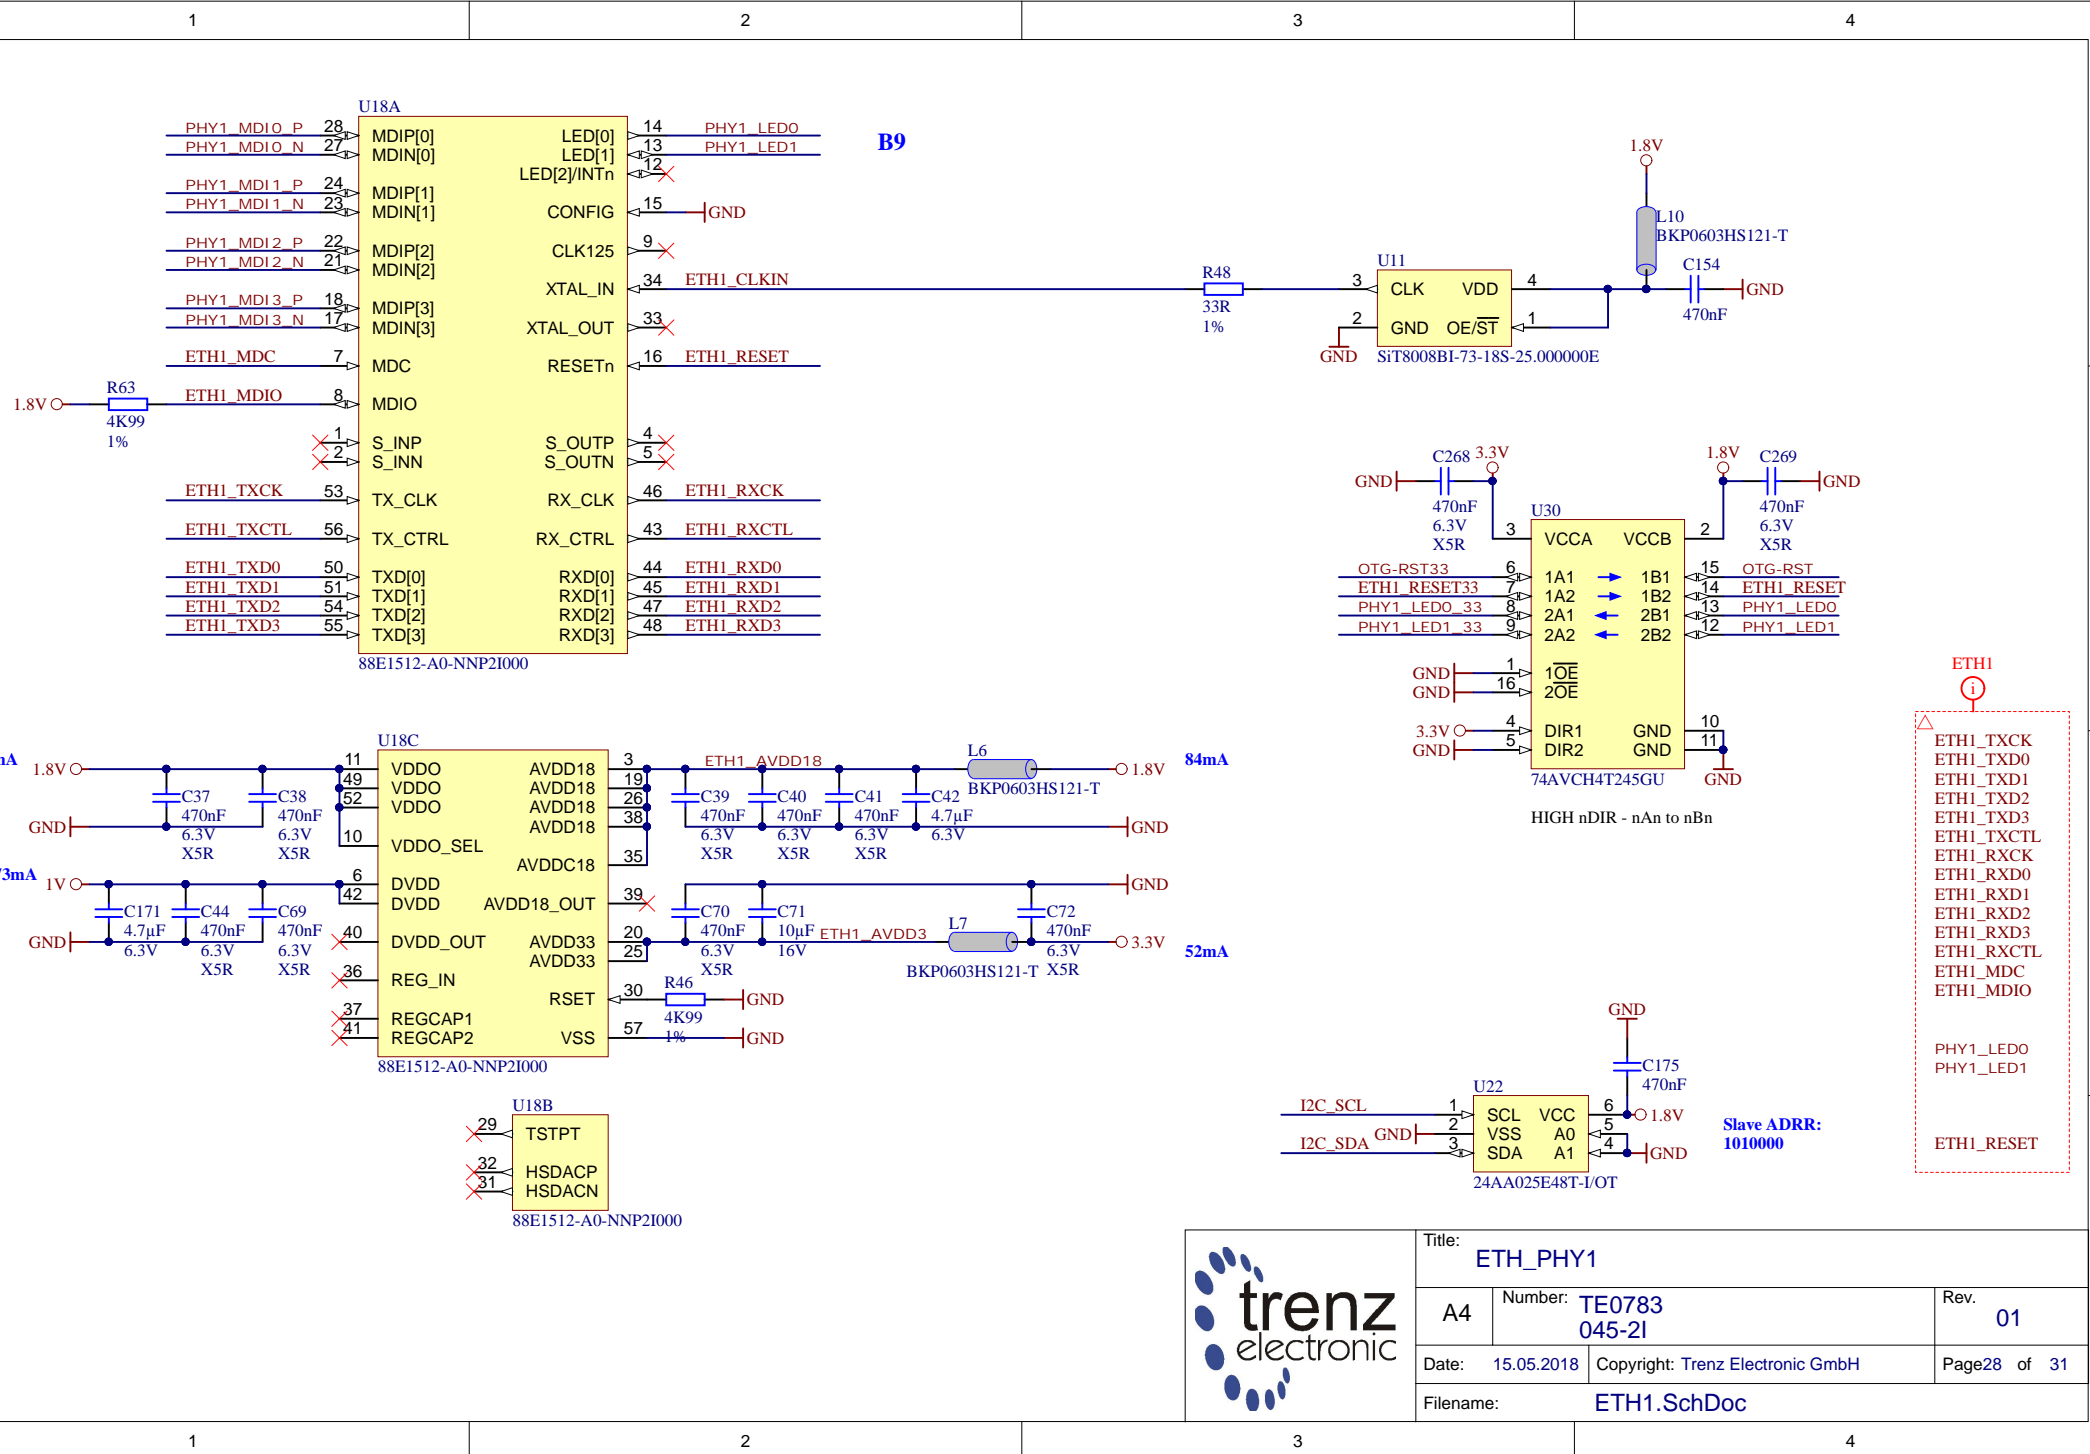 1 2 3 4
U18A
PHY1_MDI0_P 28 MDIP[0] LED[0] 14 PHY1_LED0
PHY1_MDI0_N 27 MDIN[0] LED[1] 13 PHY1_LED1
LED[2]/INTn 12
B9
PHY1_MDI1_P 24 MDIP[1]
PHY1_MDI1_N 23 MDIN[1] CONFIG 15 GND
PHY1_MDI2_P 22 MDIP[2] CLK125 9
PHY1_MDI2_N 21 MDIN[2]
XTAL_IN 34 ETH1_CLKIN
PHY1_MDI3_P 18 MDIP[3]
PHY1_MDI3_N 17 MDIN[3] XTAL_OUT 33
ETH1_MDC 7 MDC RESETn 16 ETH1_RESET
1.8V R63 ETH1_MDIO 8 MDIO
4K99
1%
1 S_INP S_OUTP 4
2 S_INN S_OUTN 5
ETH1_TXCK 53 TX_CLK RX_CLK 46 ETH1_RXCK
ETH1_TXCTL 56 TX_CTRL RX_CTRL 43 ETH1_RXCTL
ETH1_TXD0 50 TXD[0] RXD[0] 44 ETH1_RXD0
ETH1_TXD1 51 TXD[1] RXD[1] 45 ETH1_RXD1
ETH1_TXD2 54 TXD[2] RXD[2] 47 ETH1_RXD2
ETH1_TXD3 55 TXD[3] RXD[3] 48 ETH1_RXD3
88E1512-A0-NNP2I000
1.8V
L10
BKP0603HS121-T
C154
470nF
GND
R48
33R
1%
U11
3 CLK VDD 4
2 GND OE/ST 1
GND
SiT8008BI-73-18S-25.000000E
C268 3.3V
GND
470nF
6.3V
X5R
1.8V C269
GND
470nF
6.3V
X5R
U30
3 VCCA VCCB 2
OTG-RST33 6 1A1 1B1 15 OTG-RST
ETH1_RESET33 7 1A2 1B2 14 ETH1_RESET
PHY1_LED0_33 8 2A1 2B1 13 PHY1_LED0
PHY1_LED1_33 9 2A2 2B2 12 PHY1_LED1
GND 1 1OE
GND 16 2OE
3.3V 4 DIR1 GND 10
GND 5 DIR2 GND 11
74AVCH4T245GU GND
HIGH nDIR - nAn to nBn
ETH1
i
ETH1_TXCK
ETH1_TXD0
ETH1_TXD1
ETH1_TXD2
ETH1_TXD3
ETH1_TXCTL
ETH1_RXCK
ETH1_RXD0
ETH1_RXD1
ETH1_RXD2
ETH1_RXD3
ETH1_RXCTL
ETH1_MDC
ETH1_MDIO
PHY1_LED0
PHY1_LED1
ETH1_RESET
U18C
mA 1.8V 11 VDDO AVDD18 3 ETH1_AVDD18 L6 1.8V 84mA
49 VDDO AVDD18 19 BKP0603HS121-T
52 VDDO AVDD18 26
AVDD18 38
10 VDDO_SEL
AVDDC18 35
C37
470nF
6.3V
X5R
C38
470nF
6.3V
X5R
GND
C39
470nF
6.3V
X5R
C40
470nF
6.3V
X5R
C41
470nF
6.3V
X5R
C42
4.7µF
6.3V
GND
73mA 1V 6 DVDD
42 DVDD AVDD18_OUT 39
GND
C171
4.7µF
6.3V
C44
470nF
6.3V
X5R
C69
470nF
6.3V
X5R
GND
C70
470nF
6.3V
X5R
C71
10µF
16V
C72
470nF
6.3V
X5R
40 DVDD_OUT AVDD33 20 ETH1_AVDD3 L7 3.3V 52mA
AVDD33 25 BKP0603HS121-T
36 REG_IN
RSET 30 R46 GND
4K99
1%
37 REGCAP1
41 REGCAP2 VSS 57 GND
88E1512-A0-NNP2I000
U18B
29 TSTPT
32 HSDACP
31 HSDACN
88E1512-A0-NNP2I000
GND
C175
470nF
U22
I2C_SCL 1 SCL VCC 6 1.8V
GND 2 VSS A0 5
I2C_SDA 3 SDA A1 4 GND
24AA025E48T-I/OT
Slave ADRR:
1010000
trenz
electronic
Title: ETH_PHY1
A4 Number: TE0783
045-2I
Rev. 01
Date: 15.05.2018 Copyright: Trenz Electronic GmbH Page28 of 31
Filename: ETH1.SchDoc
1 2 3 4